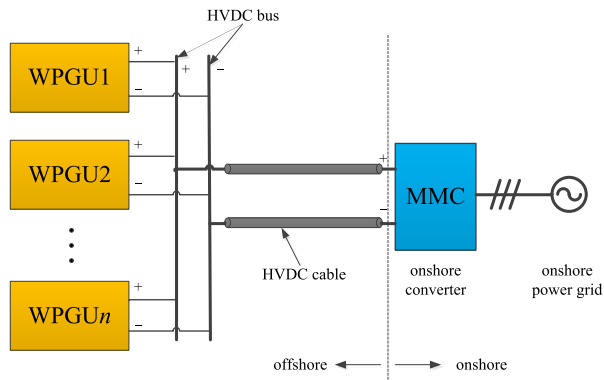 HVDC bus
WPGU1
+
−
+
−
WPGU2
+
−
+
−
MMC
HVDC cable
onshore
converter
onshore
power grid
WPGUn
+
−
offshore
onshore